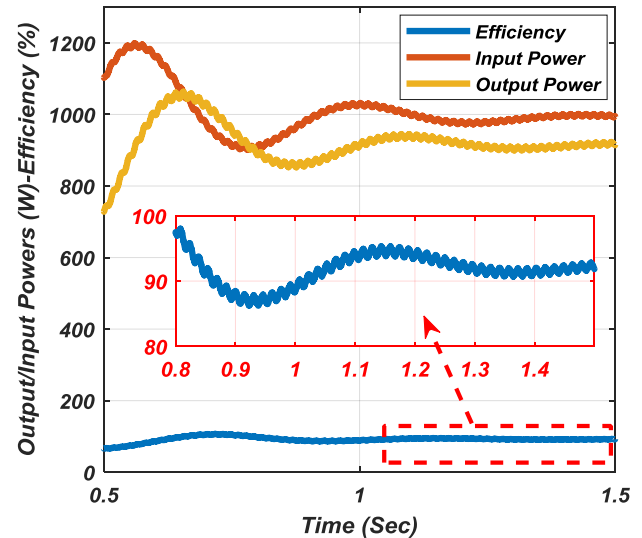 Output/Input Powers (W)-Efficiency (%)
1200
1000
800
600
400
200
0
Efficiency
Input Power
Output Power
100
90
80
0.8 0.9 1 1.1 1.2 1.3 1.4
0.5 1 1.5
Time (Sec)